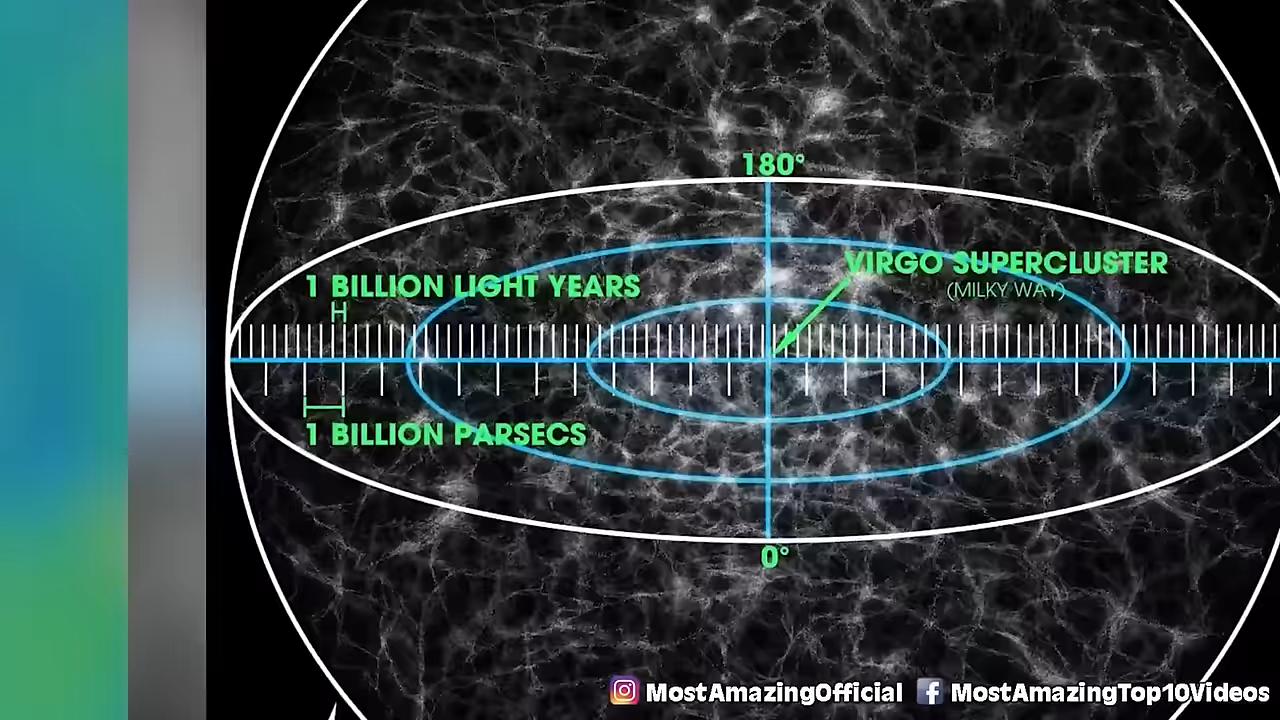 180°
VIRGO SUPERCLUSTER
(MILKY WAY)
1 BILLION LIGHT YEARS
1 BILLION PARSECS
0°
MostAmazingOfficial MostAmazingTop10Videos